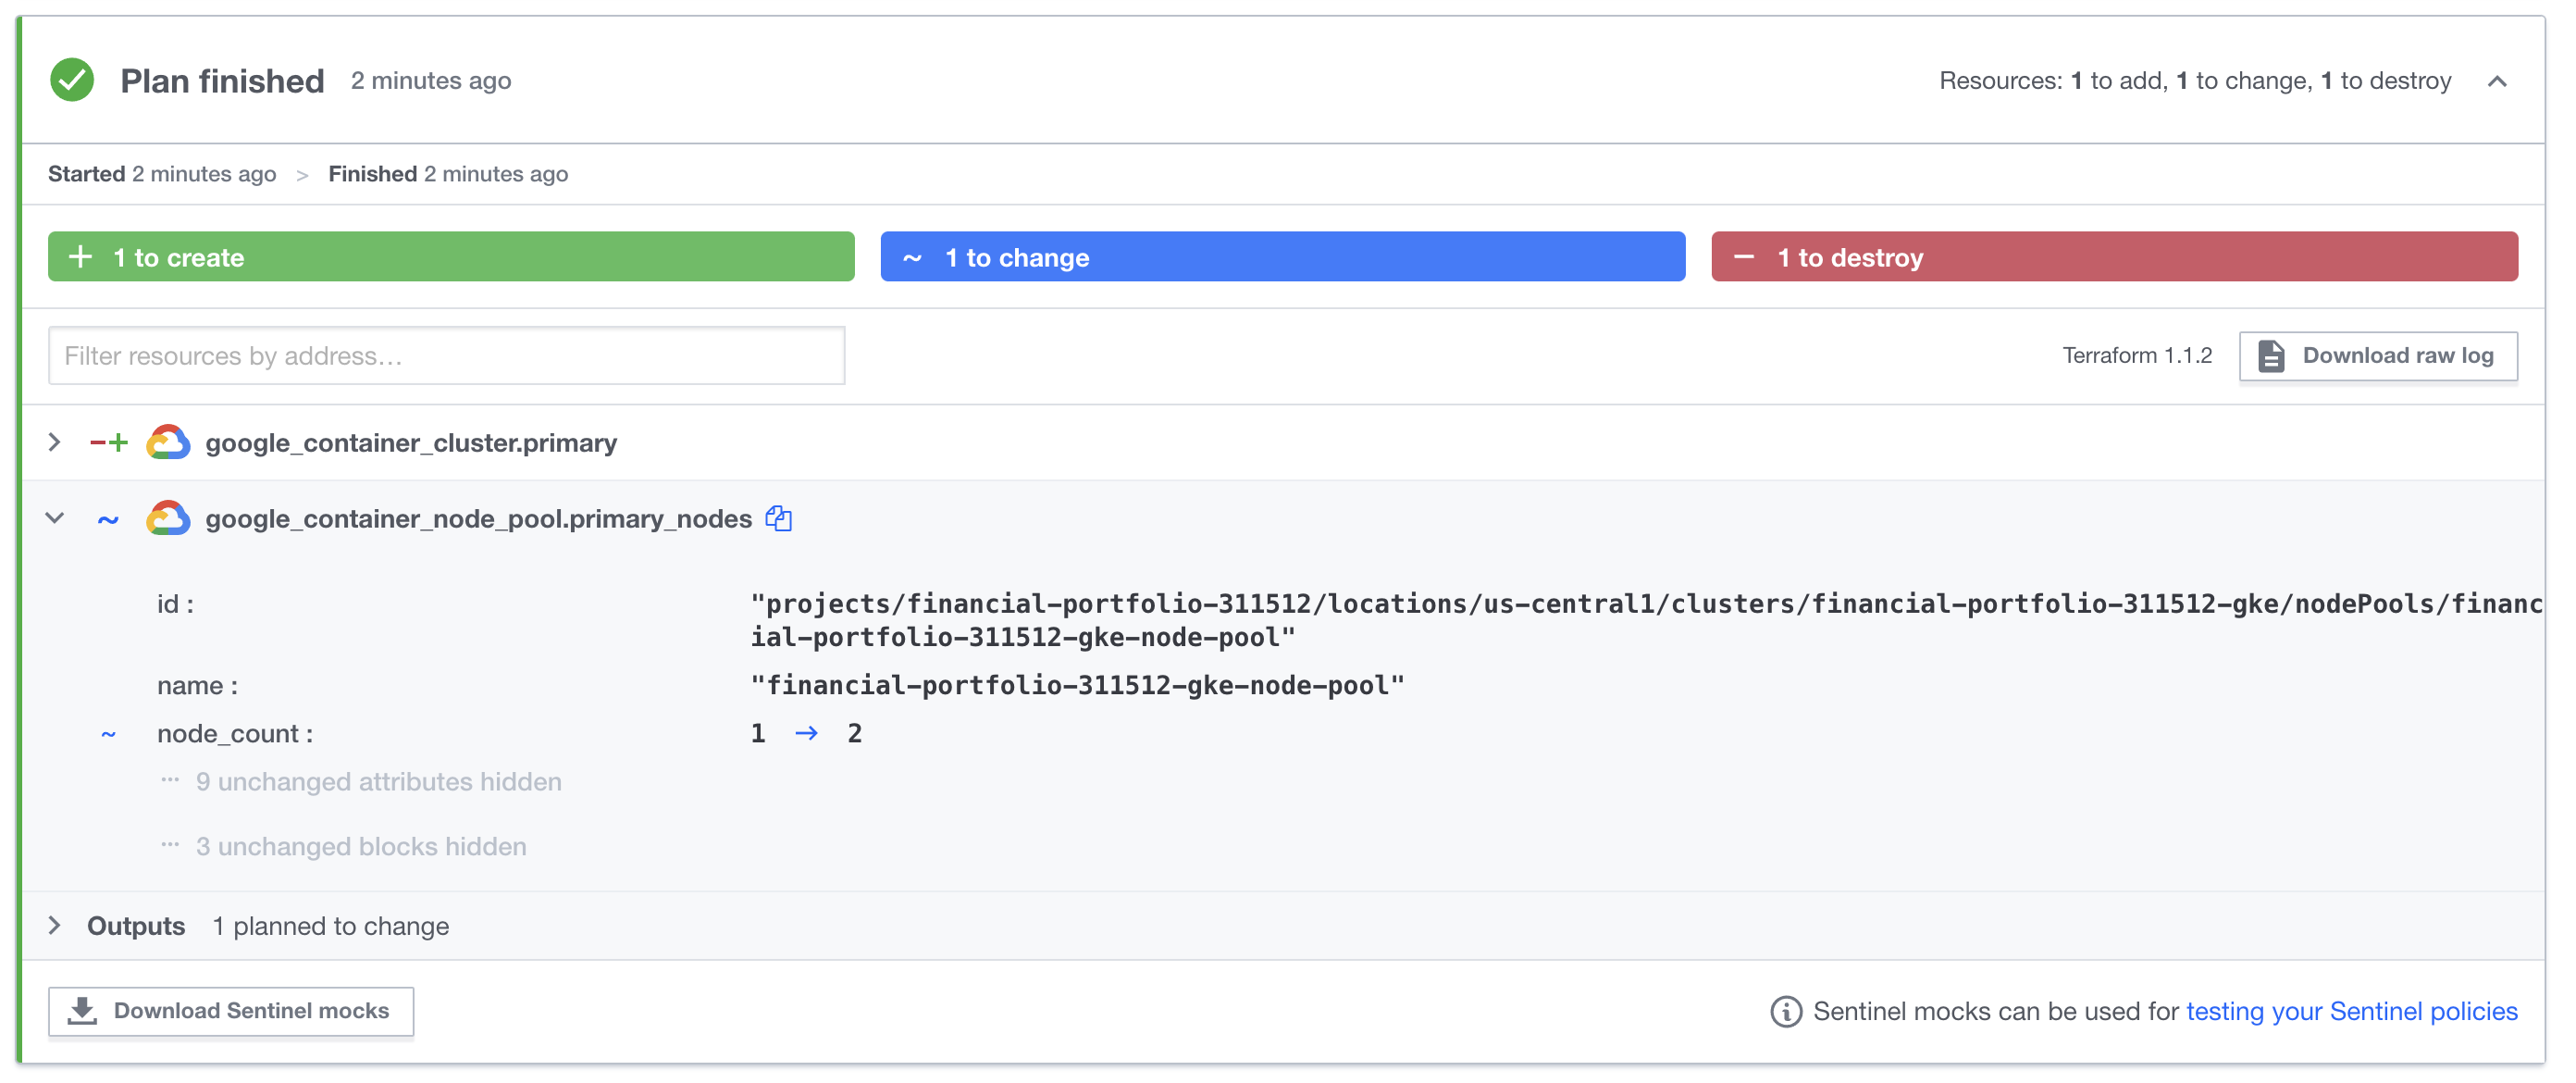 Plan finished 2 minutes ago Resources: 1 to add, 1 to change, 1 to destroy
Started 2 minutes ago > Finished 2 minutes ago
+ 1 to create ~ 1 to change − 1 to destroy
Filter resources by address… Terraform 1.1.2 Download raw log
−+ google_container_cluster.primary
~ google_container_node_pool.primary_nodes
id : "projects/financial-portfolio-311512/locations/us-central1/clusters/financial-portfolio-311512-gke/nodePools/financ
ial-portfolio-311512-gke-node-pool"
name : "financial-portfolio-311512-gke-node-pool"
~ node_count : 1 → 2
··· 9 unchanged attributes hidden
··· 3 unchanged blocks hidden
Outputs 1 planned to change
Download Sentinel mocks Sentinel mocks can be used for testing your Sentinel policies